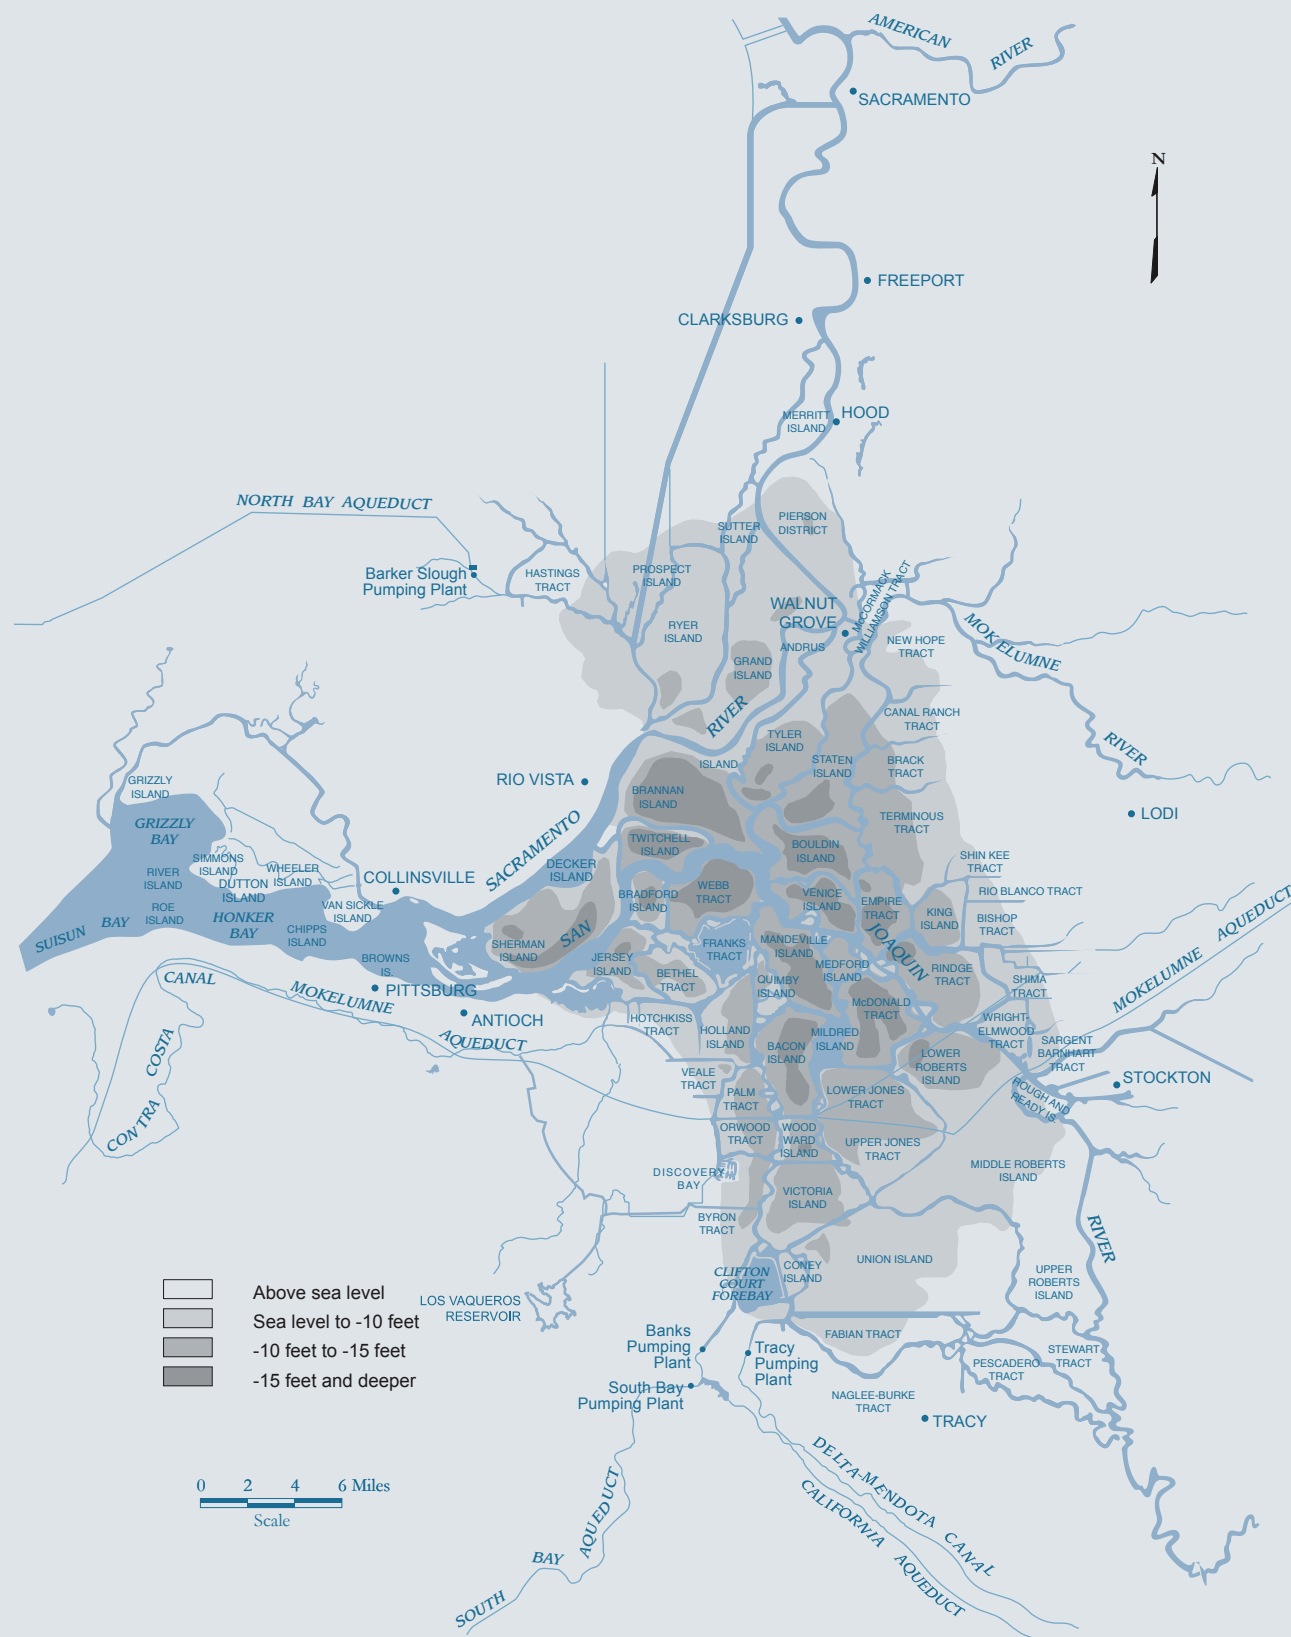 AMERICAN
RIVER
SACRAMENTO
N
FREEPORT
CLARKSBURG
HOOD
MERRITT
ISLAND
NORTH BAY AQUEDUCT
PIERSON
DISTRICT
SUTTER
ISLAND
Barker Slough
Pumping Plant
HASTINGS
TRACT
PROSPECT
ISLAND
McCORMACK
WILLIAMSON TRACT
WALNUT
GROVE
RYER
ISLAND
ANDRUS
NEW HOPE
TRACT
MOKELUMNE
GRAND
ISLAND
RIVER
CANAL RANCH
TRACT
TYLER
ISLAND
RIVER
STATEN
ISLAND
BRACK
TRACT
ISLAND
RIO VISTA
GRIZZLY
ISLAND
BRANNAN
ISLAND
LODI
GRIZZLY
BAY
TERMINOUS
TRACT
SACRAMENTO
TWITCHELL
ISLAND
BOULDIN
ISLAND
SIMMONS
ISLAND
WHEELER
ISLAND
RIVER
ISLAND
DUTTON
ISLAND
COLLINSVILLE
DECKER
ISLAND
SHIN KEE
TRACT
RIO BLANCO TRACT
BRADFORD
ISLAND
WEBB
TRACT
VENICE
ISLAND
EMPIRE
TRACT
KING
ISLAND
BISHOP
TRACT
VAN SICKLE
ISLAND
ROE
ISLAND
HONKER
BAY
CHIPPS
ISLAND
SUISUN BAY
SHERMAN
ISLAND
SAN
JOAQUIN
FRANKS
TRACT
MANDEVILLE
ISLAND
BROWNS
IS.
JERSEY
ISLAND
BETHEL
TRACT
QUIMBY
ISLAND
MEDFORD
ISLAND
RINDGE
TRACT
SHIMA
TRACT
MOKELUMNE AQUEDUCT
CANAL
PITTSBURG
MOKELUMNE
AQUEDUCT
ANTIOCH
McDONALD
TRACT
HOTCHKISS
TRACT
HOLLAND
ISLAND
MILDRED
ISLAND
BACON
ISLAND
WRIGHT-
ELMWOOD
TRACT
SARGENT
BARNHART
TRACT
COSTA
LOWER
ROBERTS
ISLAND
VEALE
TRACT
STOCKTON
PALM
TRACT
LOWER JONES
TRACT
ROUGH AND
READY IS.
CONTRA
ORWOOD
TRACT
WOOD
WARD
ISLAND
UPPER JONES
TRACT
DISCOVERY
BAY
MIDDLE ROBERTS
ISLAND
VICTORIA
ISLAND
BYRON
TRACT
RIVER
CLIFTON
COURT
FOREBAY
CONEY
ISLAND
UNION ISLAND
UPPER
ROBERTS
ISLAND
Above sea level
Sea level to -10 feet
-10 feet to -15 feet
-15 feet and deeper
LOS VAQUEROS
RESERVOIR
Banks
Pumping
Plant
Tracy
Pumping
Plant
FABIAN TRACT
STEWART
TRACT
PESCADERO
TRACT
South Bay
Pumping Plant
NAGLEE-BURKE
TRACT
TRACY
0 2 4 6 Miles
Scale
DELTA-MENDOTA CANAL
CALIFORNIA AQUEDUCT
SOUTH BAY AQUEDUCT